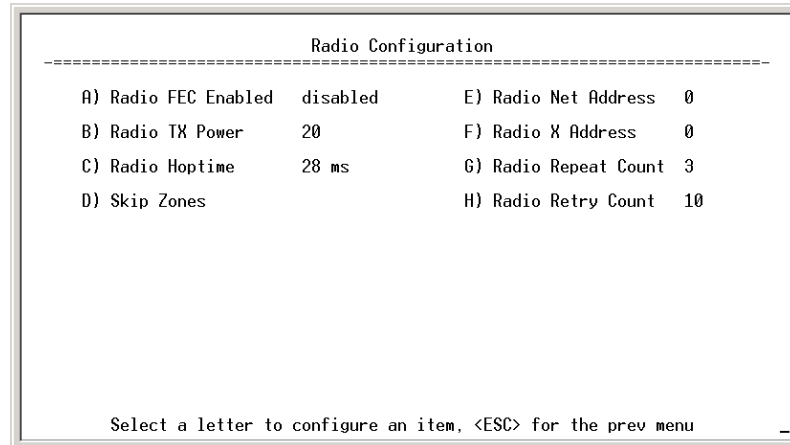 Radio Configuration
-==========================================================================-
A) Radio FEC Enabled disabled E) Radio Net Address 0
B) Radio TX Power 20 F) Radio X Address 0
C) Radio Hoptime 28 ms G) Radio Repeat Count 3
D) Skip Zones H) Radio Retry Count 10
Select a letter to configure an item, <ESC> for the prev menu _